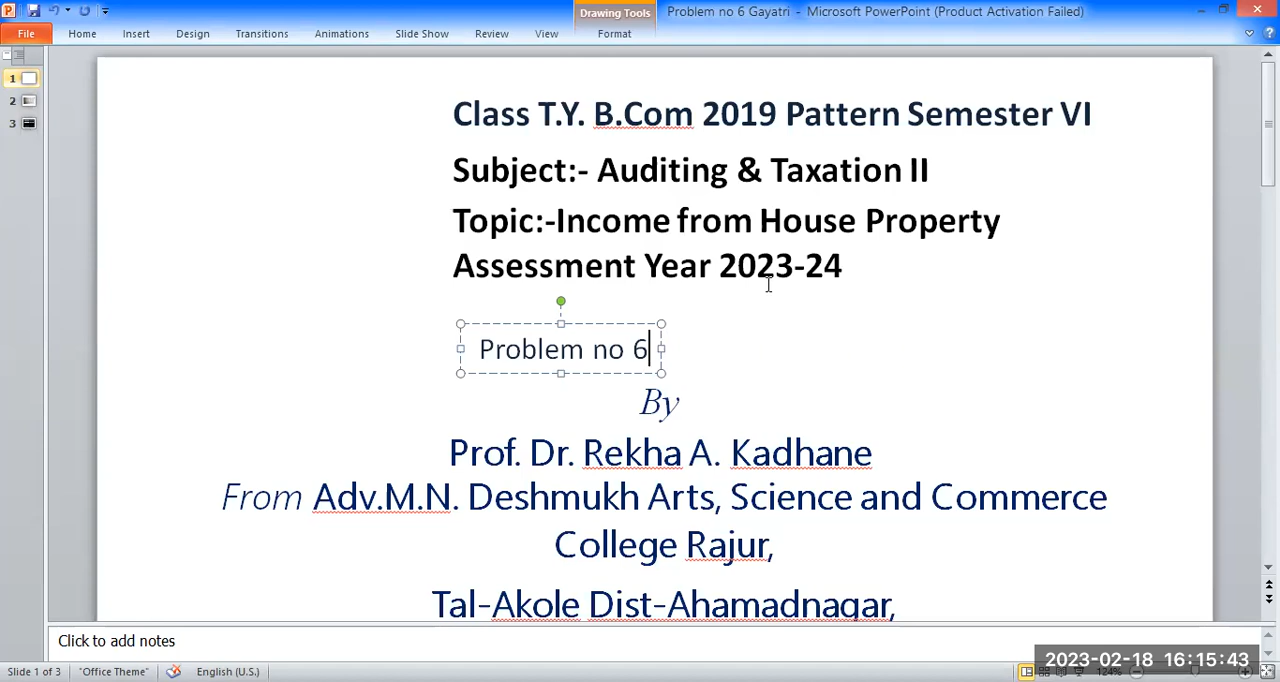 Drawing Tools
Problem no 6 Gayatri - Microsoft PowerPoint (Product Activation Failed)
File Home Insert Design Transitions Animations Slide Show Review View Format
1
2
3
Class T.Y. B.Com 2019 Pattern Semester VI
Subject:- Auditing & Taxation II
Topic:-Income from House Property
Assessment Year 2023-24
Problem no 6
By
Prof. Dr. Rekha A. Kadhane
From Adv.M.N. Deshmukh Arts, Science and Commerce
College Rajur,
Tal-Akole Dist-Ahamadnagar,
Click to add notes
2023-02-18 16:15:43
Slide 1 of 3 "Office Theme" English (U.S.) 124%